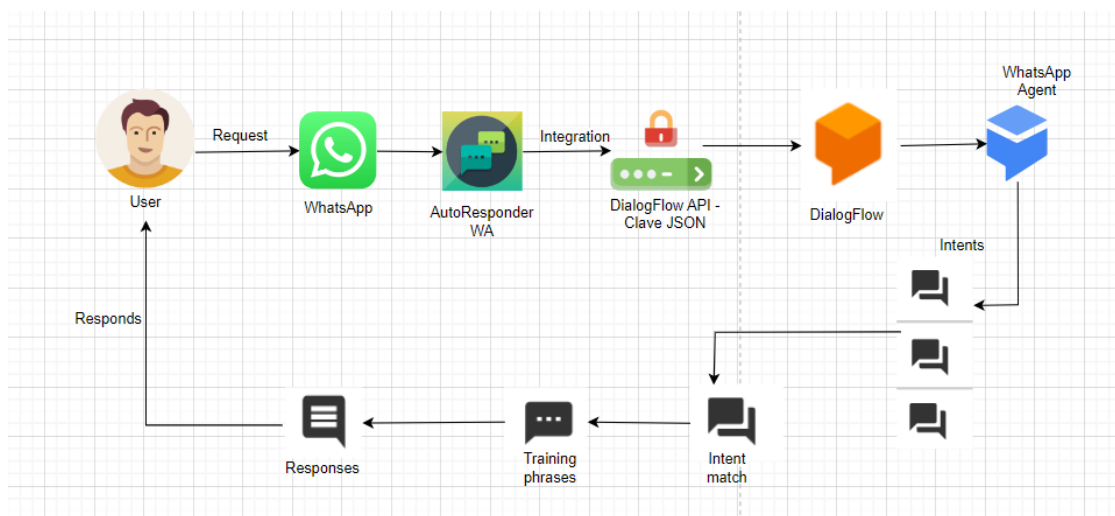 WhatsApp
Agent
Request
Integration
User
WhatsApp
AutoResponder
WA
DialogFlow API -
Clave JSON
DialogFlow
Intents
Responds
Responses
Training
phrases
Intent
match